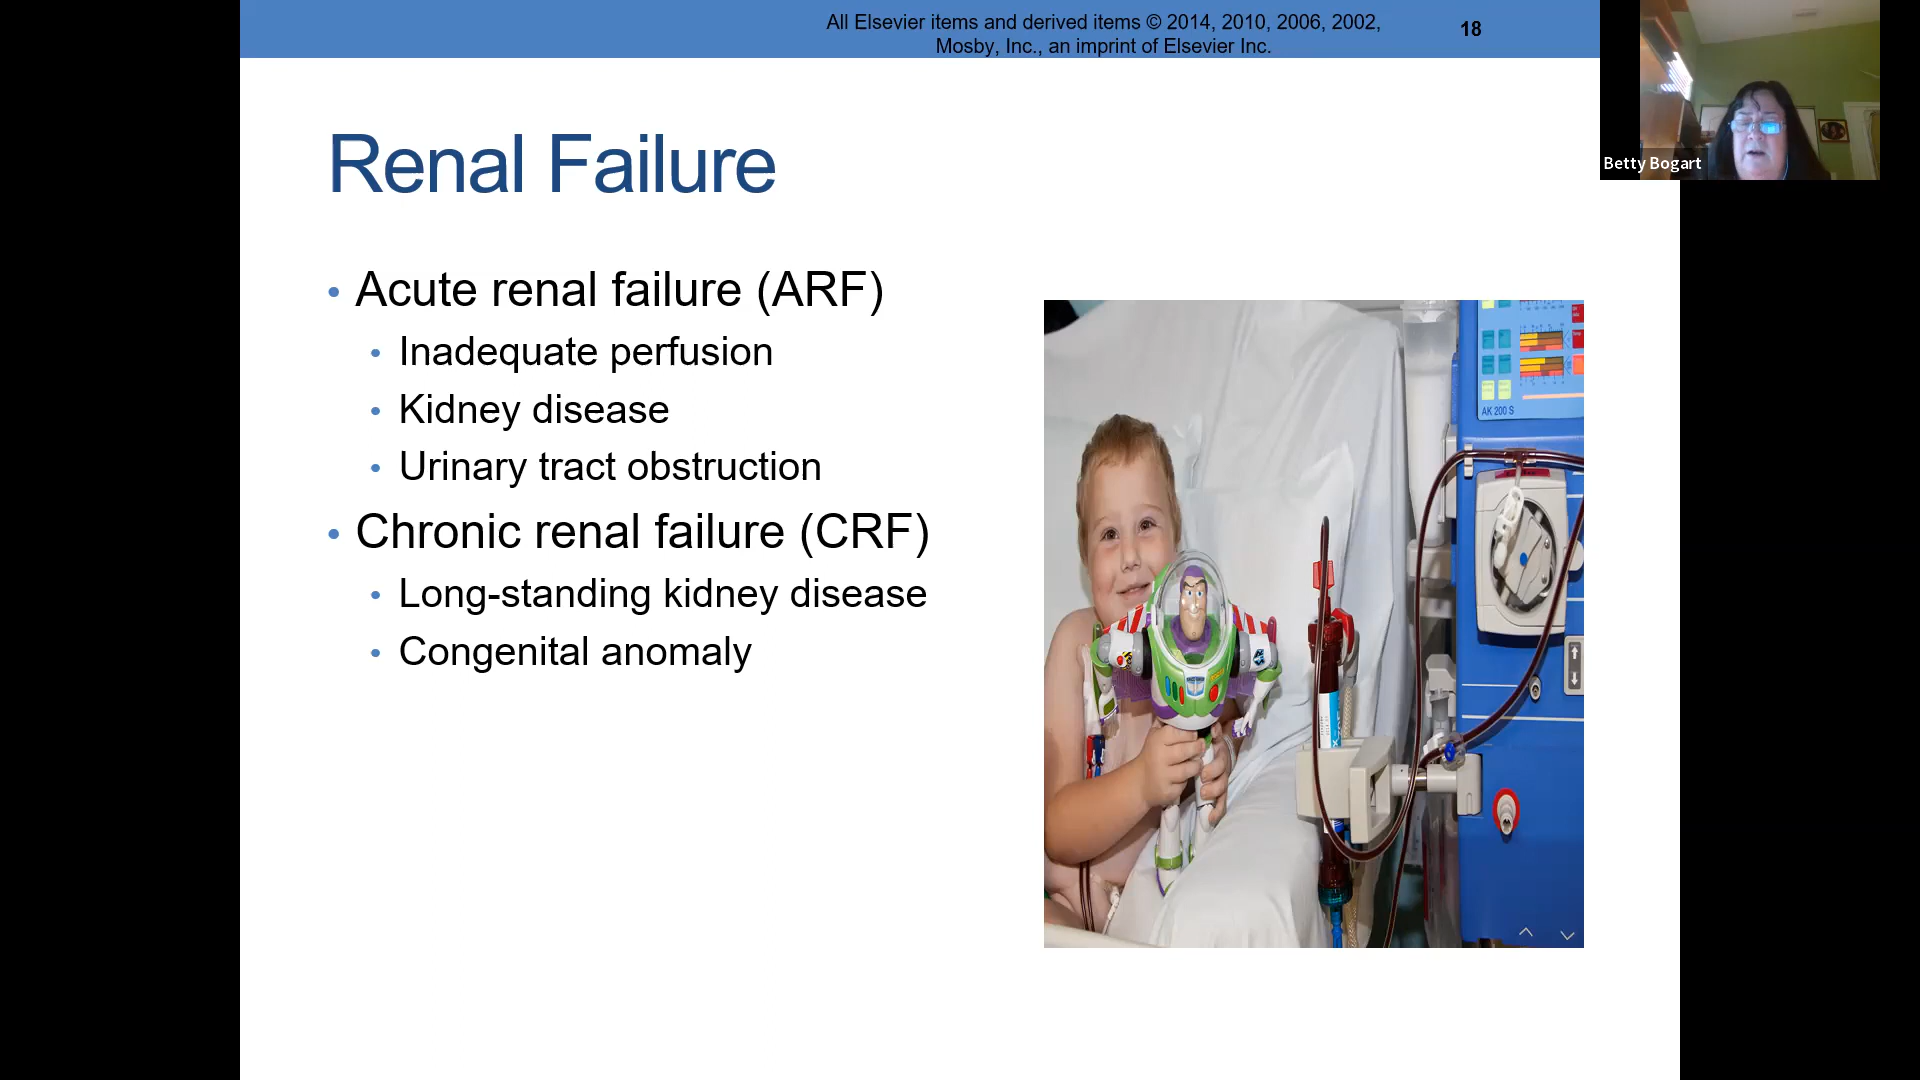 All Elsevier items and derived items © 2014, 2010, 2006, 2002,
Mosby, Inc., an imprint of Elsevier Inc.
18
Betty Bogart
Renal Failure
• Acute renal failure (ARF)
• Inadequate perfusion
• Kidney disease
• Urinary tract obstruction
• Chronic renal failure (CRF)
• Long-standing kidney disease
• Congenital anomaly
AK 200 S